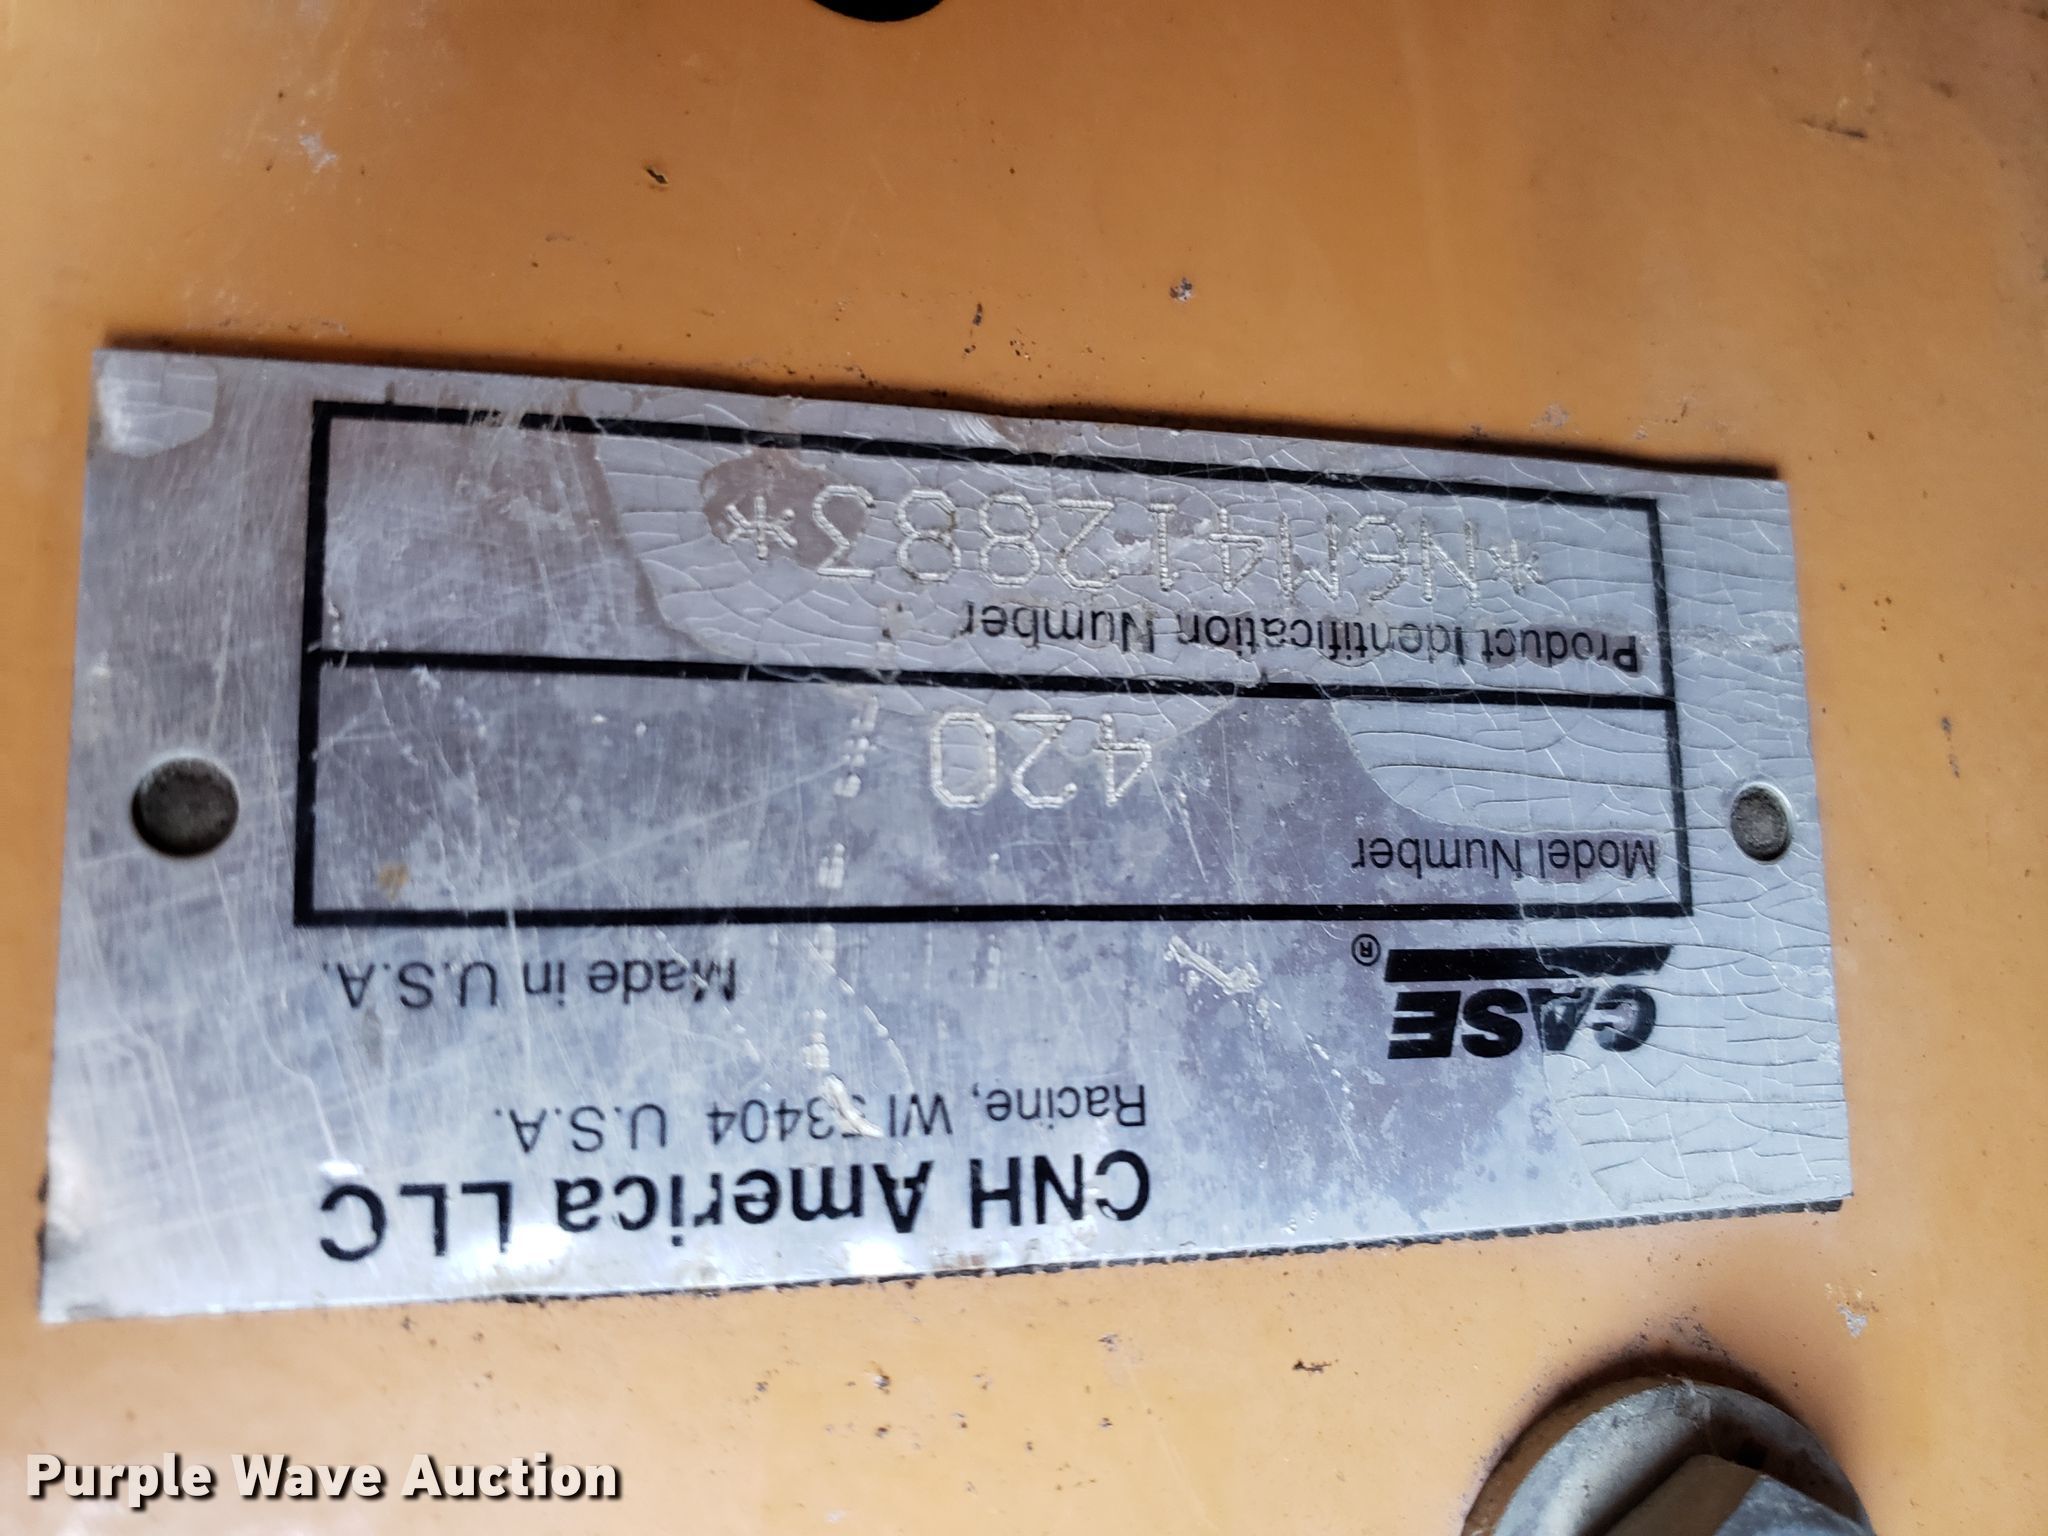 CNH America LLC
Racine, WI 53404 U.S.A.
CASE®
Made in U.S.A.
Model Number
420
Product Identification Number
*N6M412883*
Purple Wave Auction